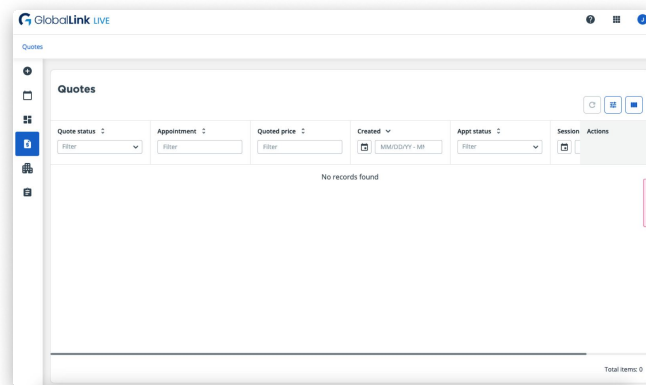 GlobalLink LIVE
J
Quotes
Quotes
Quote status
Appointment
Quoted price
Created
Appt status
Session
Actions
Filter
Filter
Filter
MM/DD/YY - MM
Filter
No records found
Total items: 0